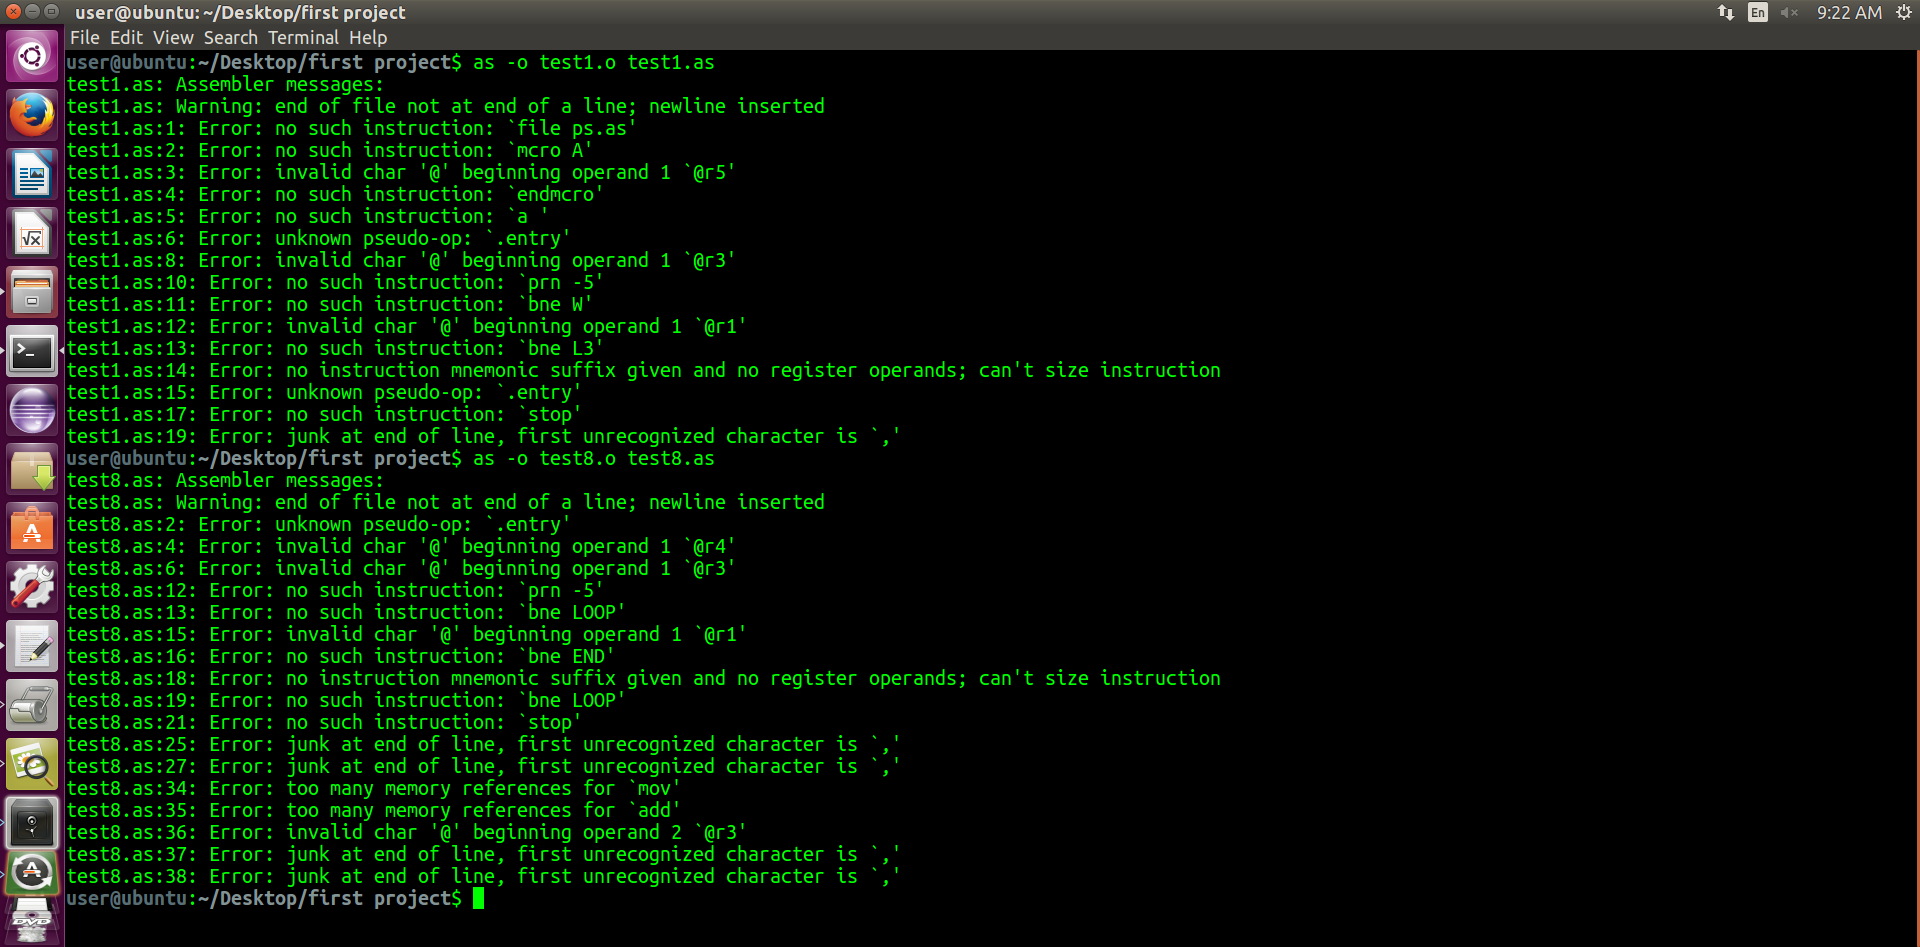 user@ubuntu: ~/Desktop/first project
En
9:22 AM
File Edit View Search Terminal Help
user@ubuntu:~/Desktop/first project$ as -o test1.o test1.as
test1.as: Assembler messages:
test1.as: Warning: end of file not at end of a line; newline inserted
test1.as:1: Error: no such instruction: `file ps.as'
test1.as:2: Error: no such instruction: `mcro A'
test1.as:3: Error: invalid char '@' beginning operand 1 `@r5'
test1.as:4: Error: no such instruction: `endmcro'
test1.as:5: Error: no such instruction: `a '
test1.as:6: Error: unknown pseudo-op: `.entry'
test1.as:8: Error: invalid char '@' beginning operand 1 `@r3'
test1.as:10: Error: no such instruction: `prn -5'
test1.as:11: Error: no such instruction: `bne W'
test1.as:12: Error: invalid char '@' beginning operand 1 `@r1'
test1.as:13: Error: no such instruction: `bne L3'
test1.as:14: Error: no instruction mnemonic suffix given and no register operands; can't size instruction
test1.as:15: Error: unknown pseudo-op: `.entry'
test1.as:17: Error: no such instruction: `stop'
test1.as:19: Error: junk at end of line, first unrecognized character is `,'
user@ubuntu:~/Desktop/first project$ as -o test8.o test8.as
test8.as: Assembler messages:
test8.as: Warning: end of file not at end of a line; newline inserted
test8.as:2: Error: unknown pseudo-op: `.entry'
test8.as:4: Error: invalid char '@' beginning operand 1 `@r4'
test8.as:6: Error: invalid char '@' beginning operand 1 `@r3'
test8.as:12: Error: no such instruction: `prn -5'
test8.as:13: Error: no such instruction: `bne LOOP'
test8.as:15: Error: invalid char '@' beginning operand 1 `@r1'
test8.as:16: Error: no such instruction: `bne END'
test8.as:18: Error: no instruction mnemonic suffix given and no register operands; can't size instruction
test8.as:19: Error: no such instruction: `bne LOOP'
test8.as:21: Error: no such instruction: `stop'
test8.as:25: Error: junk at end of line, first unrecognized character is `,'
test8.as:27: Error: junk at end of line, first unrecognized character is `,'
test8.as:34: Error: too many memory references for `mov'
test8.as:35: Error: too many memory references for `add'
test8.as:36: Error: invalid char '@' beginning operand 2 `@r3'
test8.as:37: Error: junk at end of line, first unrecognized character is `,'
test8.as:38: Error: junk at end of line, first unrecognized character is `,'
user@ubuntu:~/Desktop/first project$
DVD